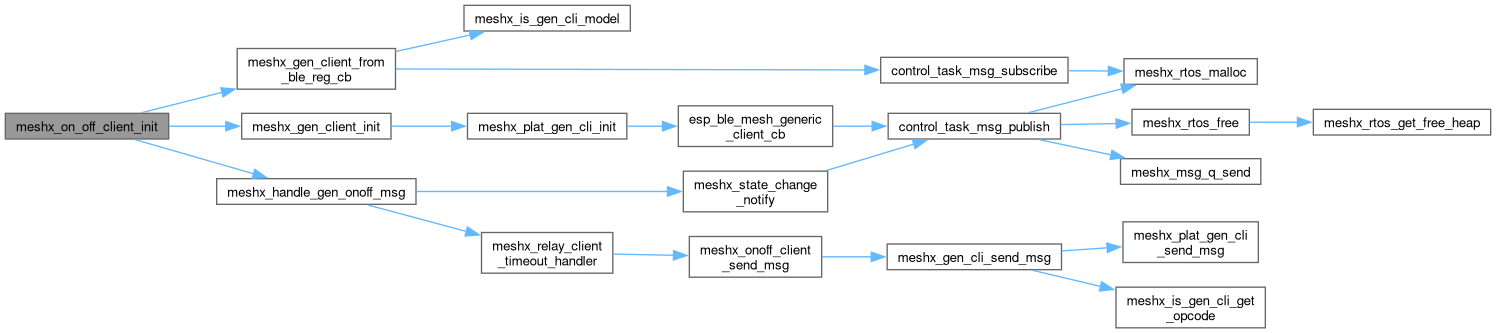 meshx_on_off_client_init
meshx_gen_client_from
_ble_reg_cb
meshx_is_gen_cli_model
control_task_msg_subscribe
meshx_rtos_malloc
meshx_gen_client_init
meshx_plat_gen_cli_init
esp_ble_mesh_generic
_client_cb
control_task_msg_publish
meshx_rtos_free
meshx_rtos_get_free_heap
meshx_msg_q_send
meshx_handle_gen_onoff_msg
meshx_state_change
_notify
meshx_relay_client
_timeout_handler
meshx_onoff_client
_send_msg
meshx_gen_cli_send_msg
meshx_plat_gen_cli
_send_msg
meshx_is_gen_cli_get
_opcode